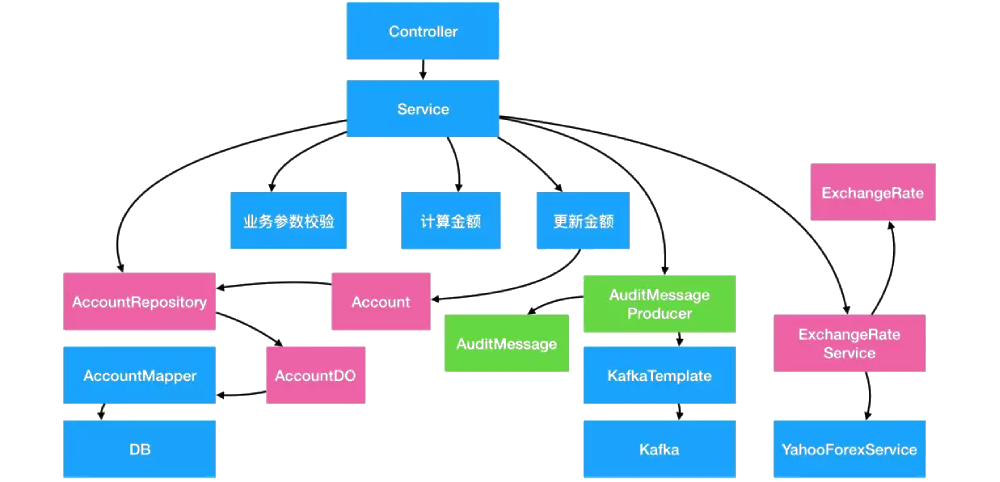 Controller
Service
ExchangeRate
业务参数校验
计算金额
更新金额
AccountRepository
Account
AuditMessage
Producer
AuditMessage
ExchangeRate
Service
AccountMapper
AccountDO
KafkaTemplate
DB
Kafka
YahooForexService